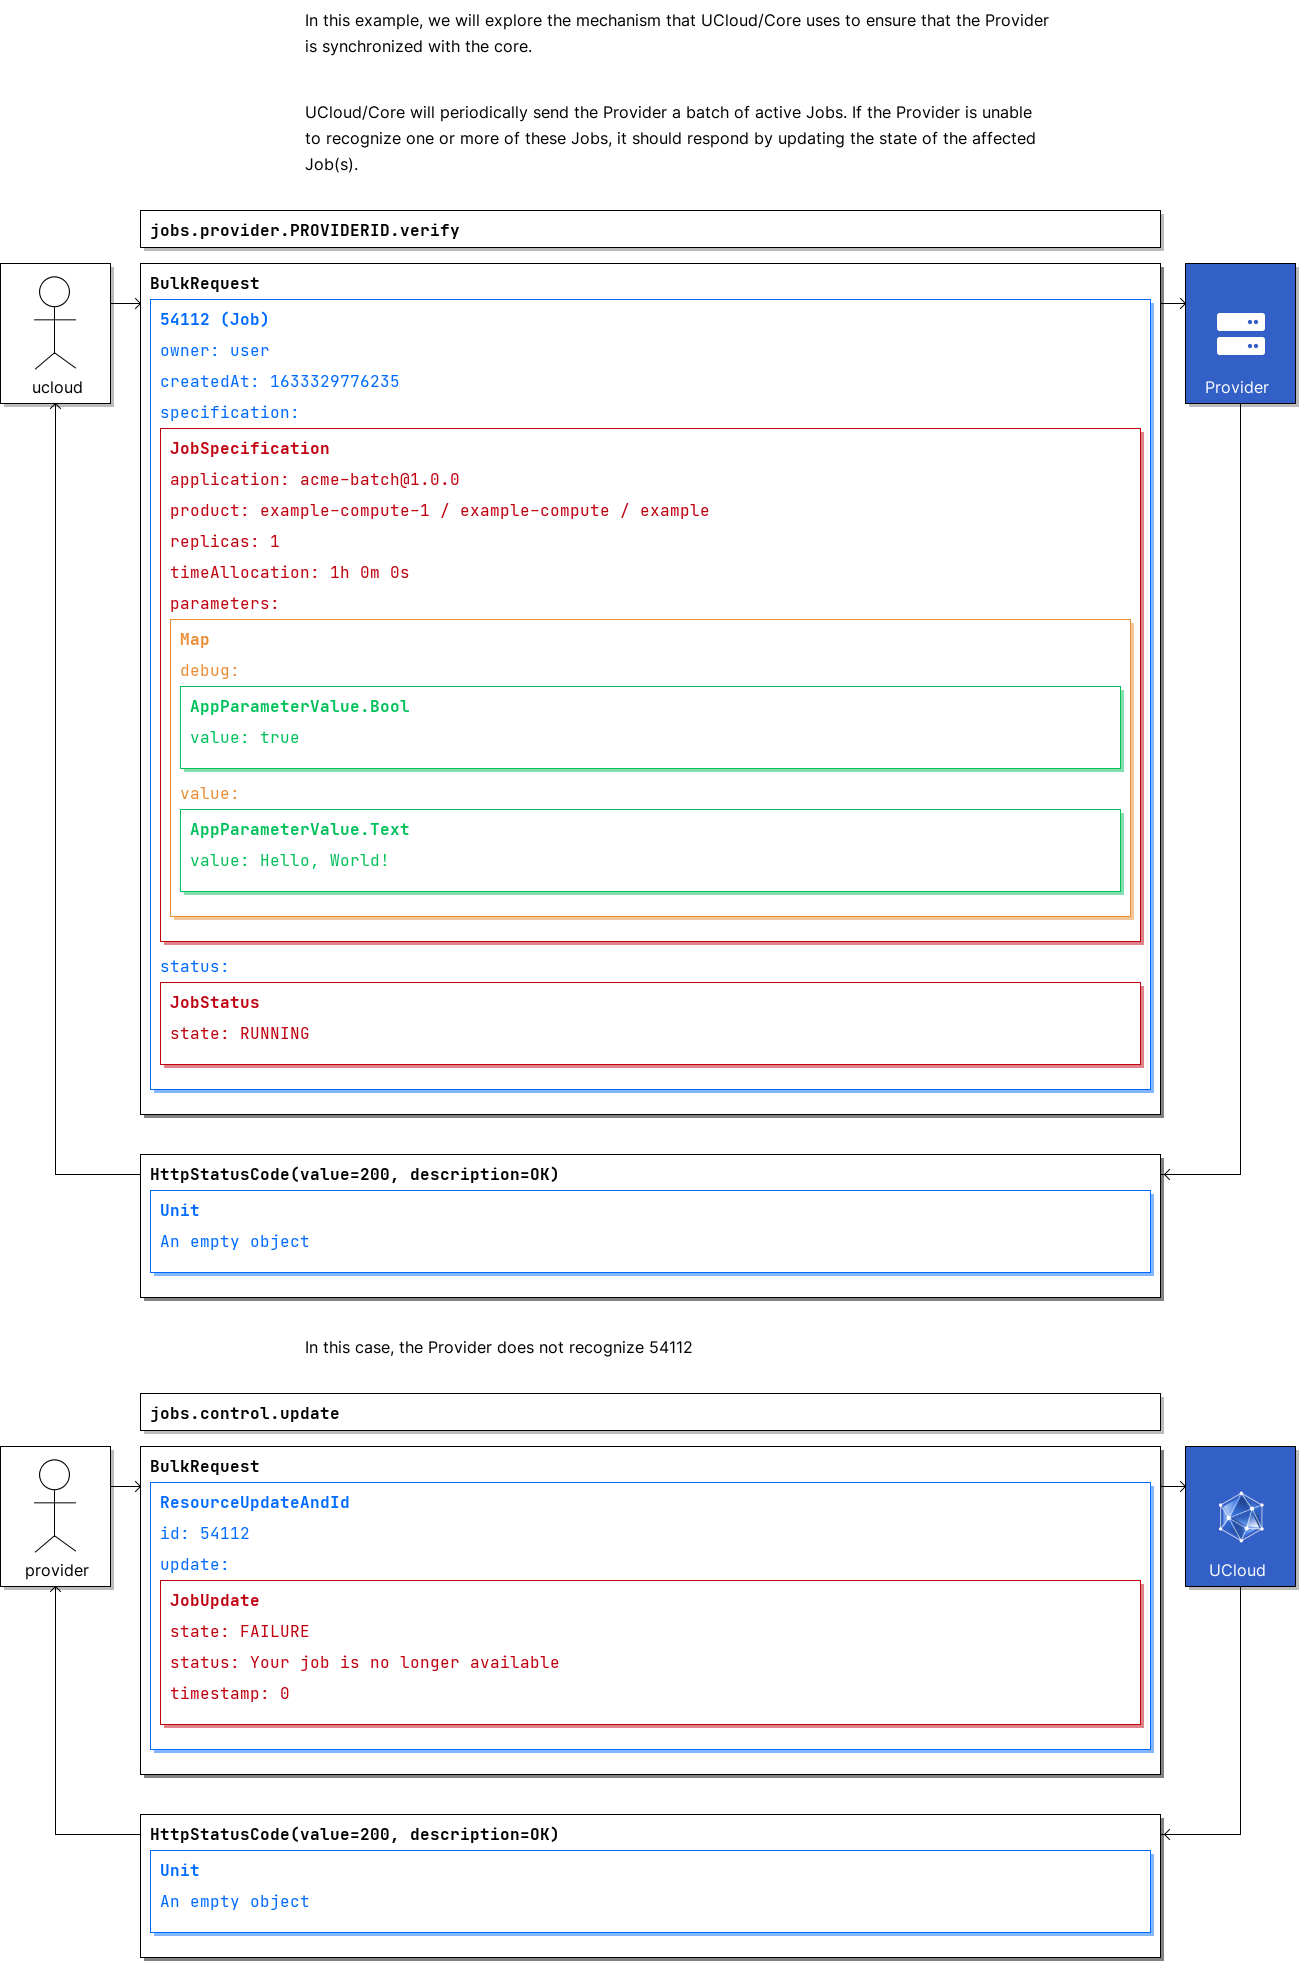 In this example, we will explore the mechanism that UCloud/Core uses to ensure that the Provider
is synchronized with the core.
UCloud/Core will periodically send the Provider a batch of active Jobs. If the Provider is unable
to recognize one or more of these Jobs, it should respond by updating the state of the affected
Job(s).
jobs.provider.PROVIDERID.verify
ucloud
BulkRequest
54112 (Job)
owner: user
createdAt: 1633329776235
specification:
JobSpecification
application: acme-batch@1.0.0
product: example-compute-1 / example-compute / example
replicas: 1
timeAllocation: 1h 0m 0s
parameters:
Map
debug:
AppParameterValue.Bool
value: true
value:
AppParameterValue.Text
value: Hello, World!
status:
JobStatus
state: RUNNING
Provider
HttpStatusCode(value=200, description=OK)
Unit
An empty object
In this case, the Provider does not recognize 54112
jobs.control.update
provider
BulkRequest
ResourceUpdateAndId
id: 54112
update:
JobUpdate
state: FAILURE
status: Your job is no longer available
timestamp: 0
UCloud
HttpStatusCode(value=200, description=OK)
Unit
An empty object